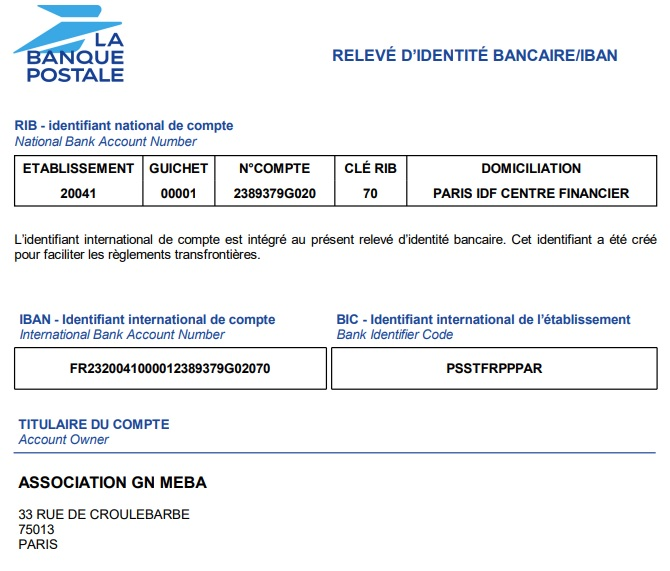 LA
BANQUE
POSTALE
RELEVÉ D'IDENTITÉ BANCAIRE/IBAN
RIB - identifiant national de compte
National Bank Account Number
ETABLISSEMENT GUICHET N°COMPTE CLÉ RIB DOMICILIATION
20041 00001 2389379G020 70 PARIS IDF CENTRE FINANCIER
L'identifiant international de compte est intégré au présent relevé d'identité bancaire. Cet identifiant a été créé
pour faciliter les règlements transfrontières.
IBAN - Identifiant international de compte BIC - Identifiant international de l'établissement
International Bank Account Number Bank Identifier Code
FR2320041000012389379G02070 PSSTFRPPPAR
TITULAIRE DU COMPTE
Account Owner
ASSOCIATION GN MEBA
33 RUE DE CROULEBARBE
75013
PARIS